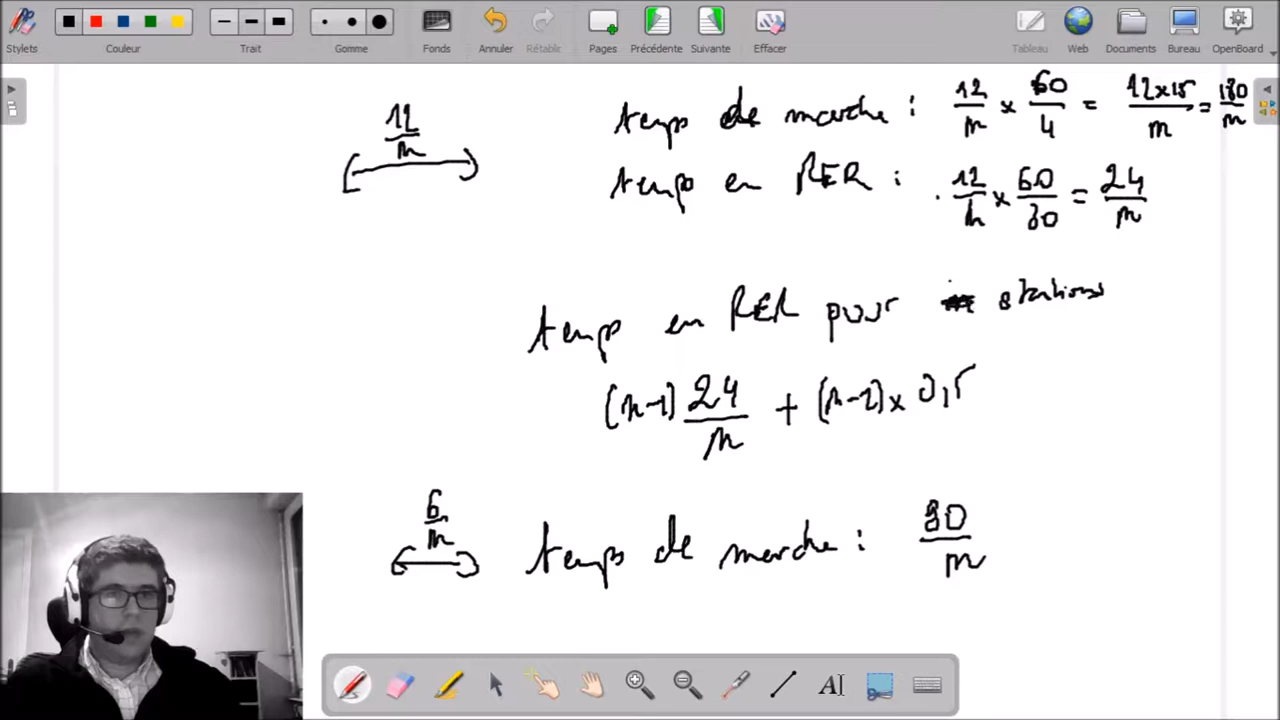 Stylets Couleur Trait Gomme Fonds Annuler Rétablir Pages Précédente Suivante Effacer Tableau Web Documents Bureau OpenBoard
12/n
temps de marche : 12/n × 60/4 = 12×15/n = 180/n
temps en RER : 12/n × 60/30 = 24/n
temps en RER pour n stations
(n-1) 24/n + (n-2) × 0,5
6/n
temps de marche : 90/n